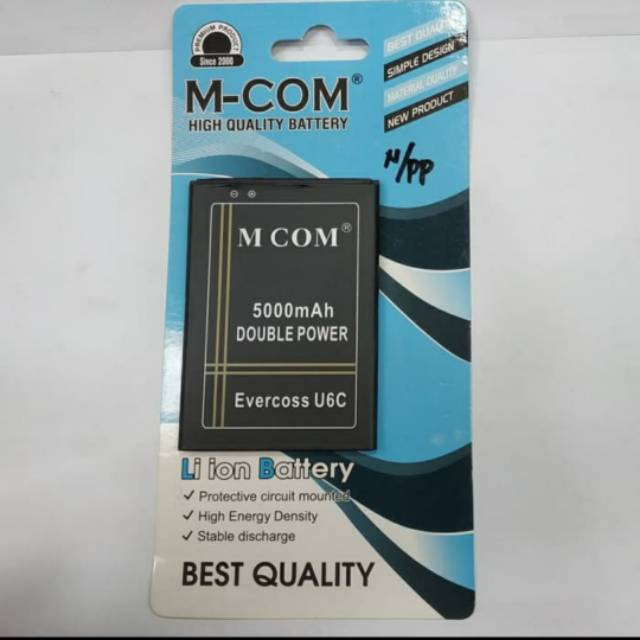 PREMIUM PRODUCT
Since 2000
BEST QUALITY
SIMPLE DESIGN
MATERIAL QUALITY
NEW PRODUCT
M-COM®
HIGH QUALITY BATTERY
N/PP
M COM®
5000mAh
DOUBLE POWER
Evercoss U6C
Li ion Battery
✓ Protective circuit mounted
✓ High Energy Density
✓ Stable discharge
BEST QUALITY